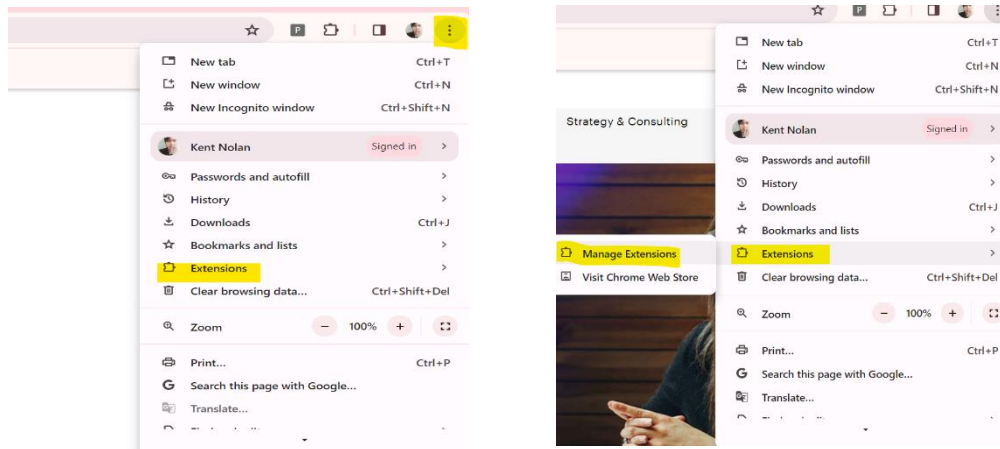 P
New tab Ctrl+T
New window Ctrl+N
New Incognito window Ctrl+Shift+N
Kent Nolan Signed in
Passwords and autofill
History
Downloads Ctrl+J
Bookmarks and lists
Extensions
Clear browsing data... Ctrl+Shift+Del
Zoom − 100% +
Print... Ctrl+P
G Search this page with Google...
Translate...
P
New tab Ctrl+T
New window Ctrl+N
New Incognito window Ctrl+Shift+N
Strategy & Consulting
Kent Nolan Signed in
Passwords and autofill
History
Downloads Ctrl+J
Bookmarks and lists
Manage Extensions
Extensions
Visit Chrome Web Store
Clear browsing data... Ctrl+Shift+Del
Zoom − 100% +
Print... Ctrl+P
G Search this page with Google...
Translate...